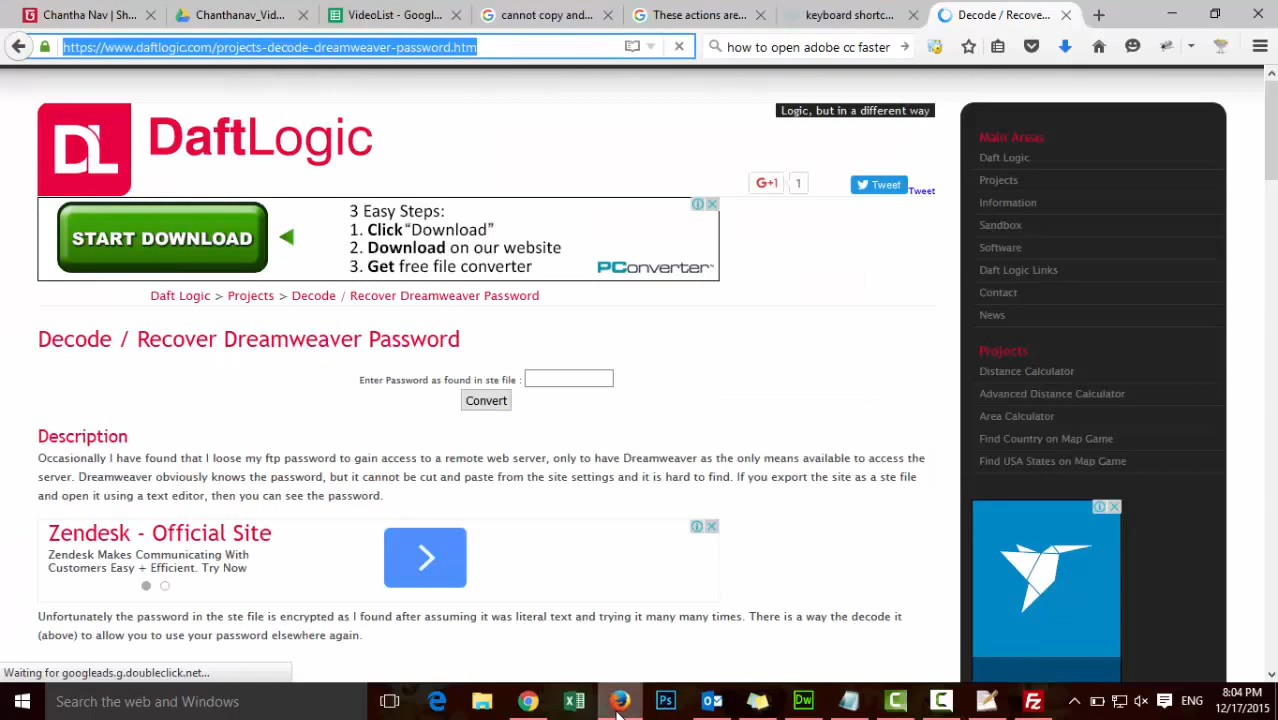 Channita (Many)
Channita Vanvid...
VideoList - Googl...
cannot copy and...
These actions ar...
keyboard short...
Decode / Recove...
https://www.daftlogic.com/projects-decode-dreamweaver-password.htm
how to open adobe cc faster
Logic, but in a different way
DL DaftLogic
G+1 1
Tweet
Tweet
START DOWNLOAD
3 Easy Steps:
1. Click “Download”
2. Download on our website
3. Get free file converter
PConverter™
Daft Logic > Projects > Decode / Recover Dreamweaver Password
Decode / Recover Dreamweaver Password
Enter Password as found in ste file :
Convert
Description
Occasionally I have found that I loose my ftp password to gain access to a remote web server, only to have Dreamweaver as the only means available to access the
server. Dreamweaver obviously knows the password, but it cannot be cut and paste from the site settings and it is hard to find. If you export the site as a ste file
and open it using a text editor, then you can see the password.
Zendesk - Official Site
Zendesk Makes Communicating With
Customers Easy + Efficient. Try Now
Unfortunately the password in the ste file is encrypted as I found after assuming it was literal text and trying it many many times. There is a way the decode it
(above) to allow you to use your password elsewhere again.
Main Areas
Daft Logic
Projects
Information
Sandbox
Software
Daft Logic Links
Contact
News
Projects
Distance Calculator
Advanced Distance Calculator
Area Calculator
Find Country on Map Game
Find USA States on Map Game
Waiting for googleads.g.doubleclick.net...
Search the web and Windows
Ps
Dw
Fz
ENG
8:04 PM
12/17/2015